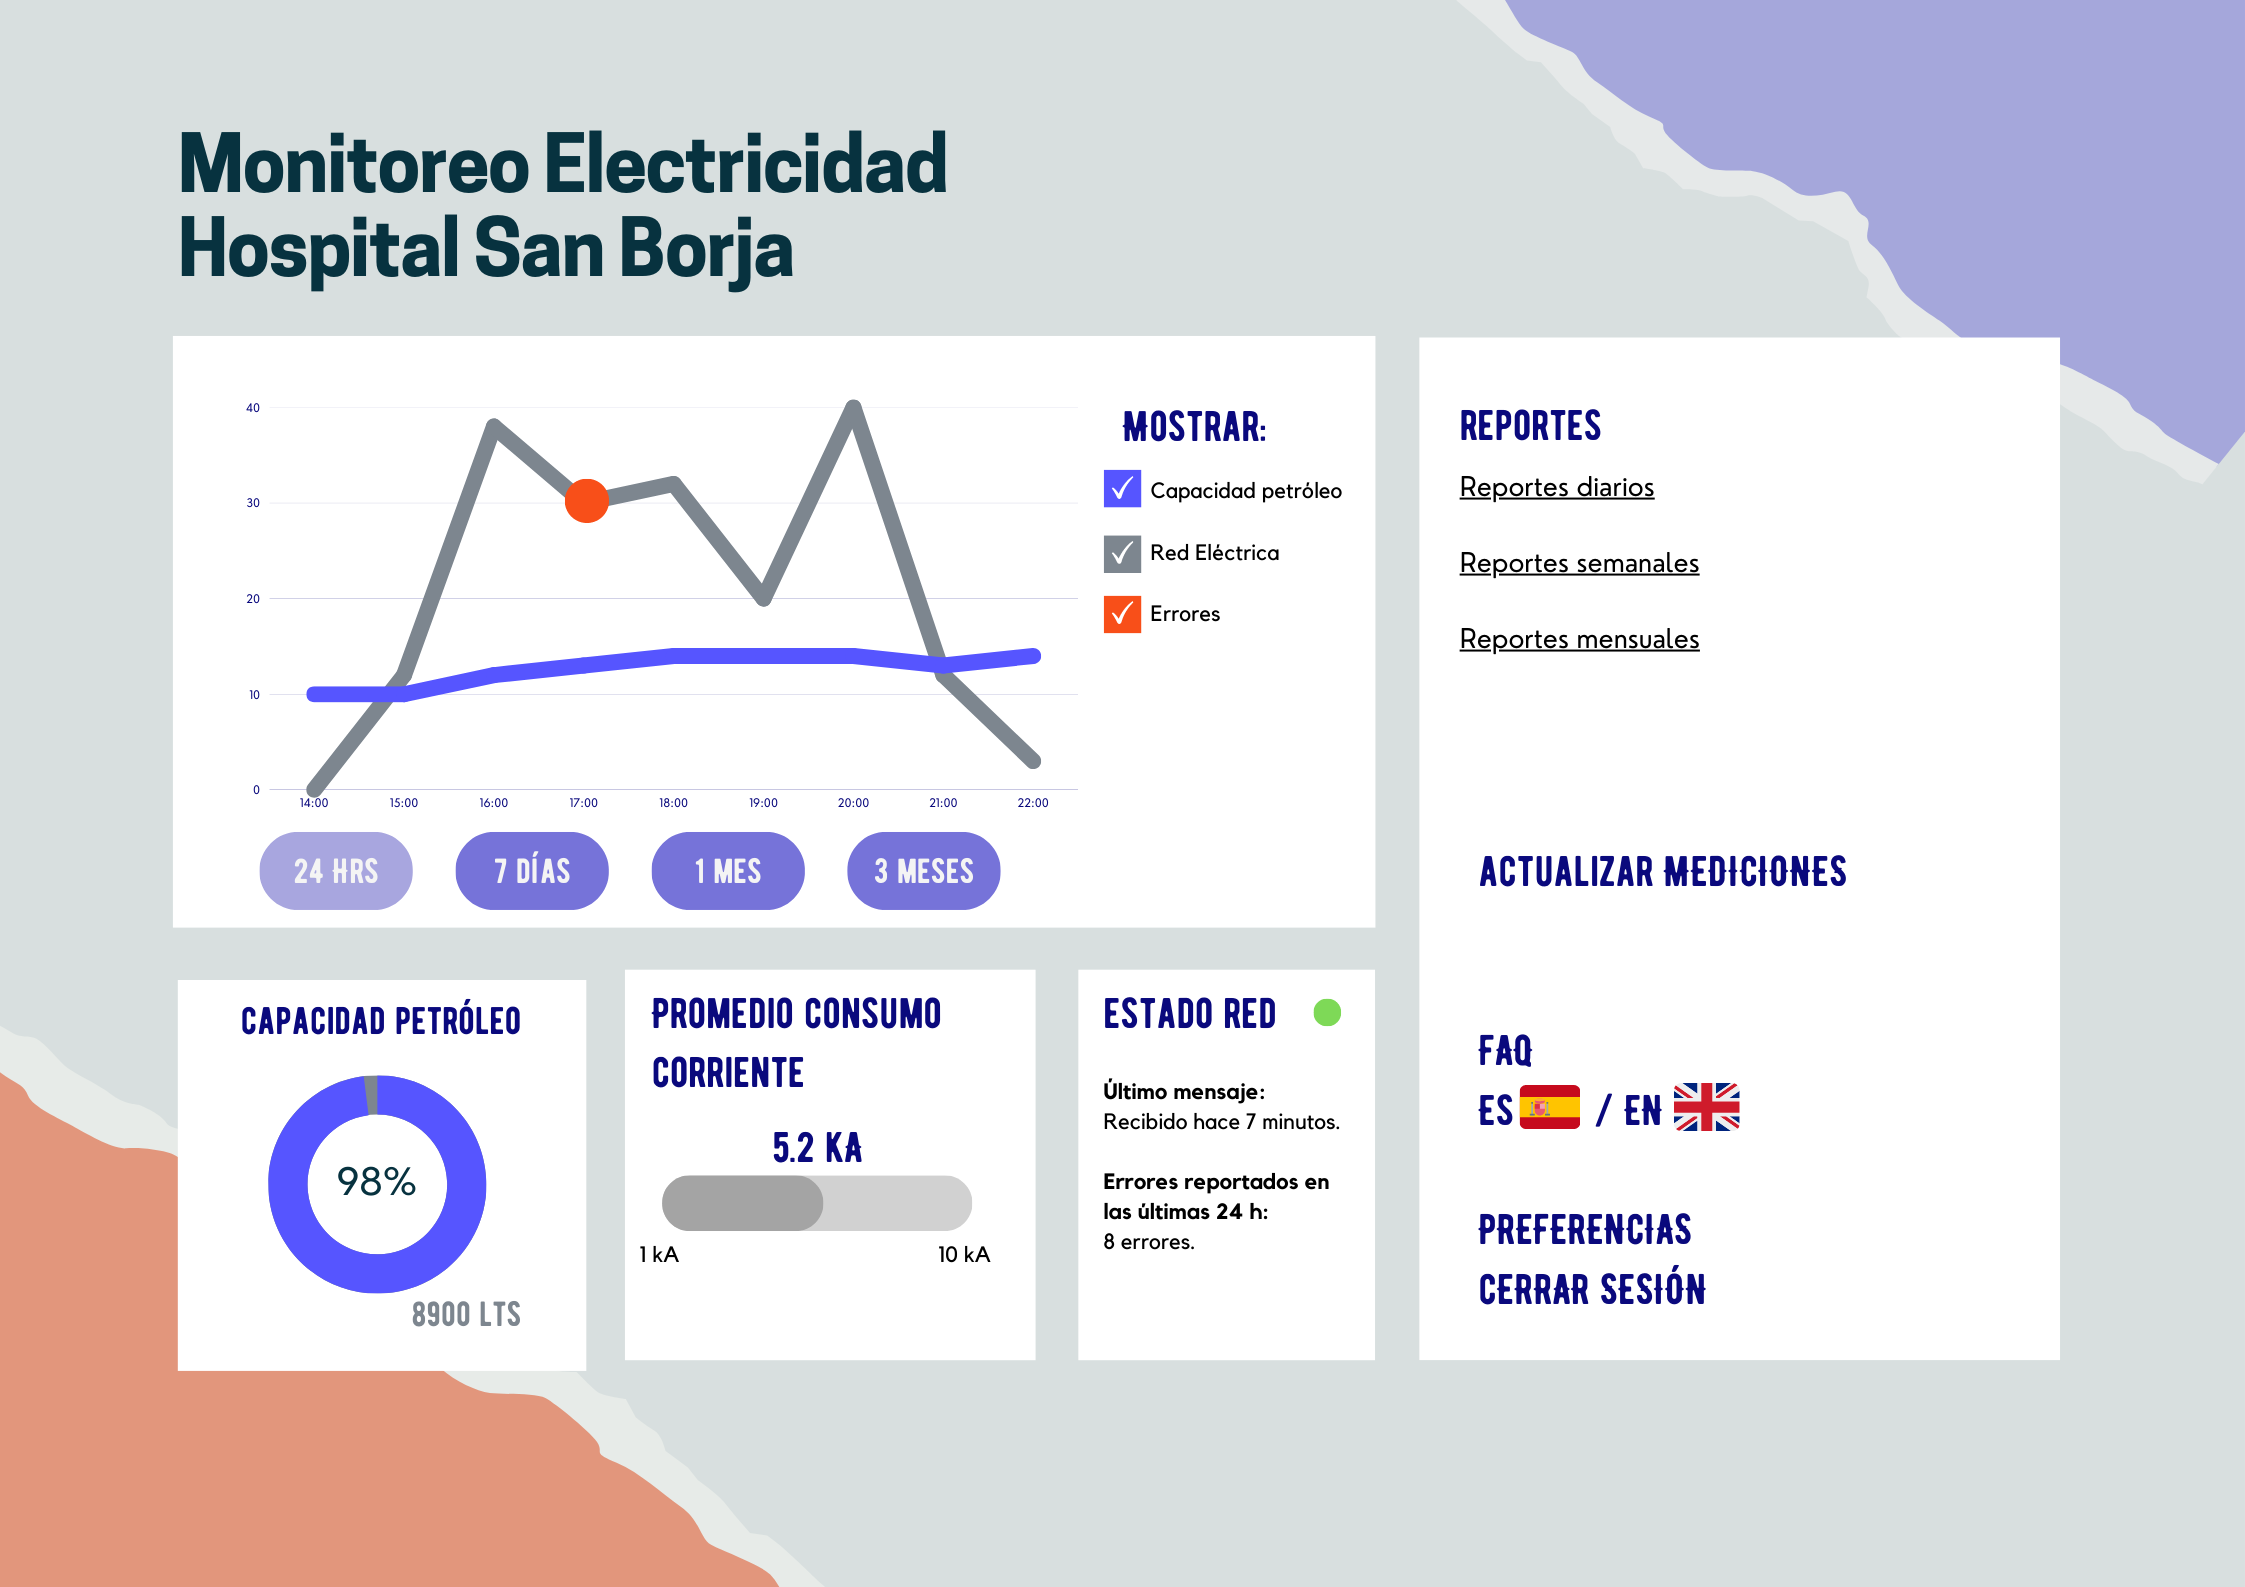 Monitoreo Electricidad
Hospital San Borja
40
30
20
10
0
14:00 15:00 16:00 17:00 18:00 19:00 20:00 21:00 22:00
24 HRS 7 DÍAS 1 MES 3 MESES
MOSTRAR:
Capacidad petróleo
Red Eléctrica
Errores
REPORTES
Reportes diarios
Reportes semanales
Reportes mensuales
ACTUALIZAR MEDICIONES
FAQ
ES / EN
PREFERENCIAS
CERRAR SESIÓN
CAPACIDAD PETRÓLEO
98%
8900 LTS
PROMEDIO CONSUMO
CORRIENTE
5.2 KA
1 kA 10 kA
ESTADO RED
Último mensaje:
Recibido hace 7 minutos.
Errores reportados en
las últimas 24 h:
8 errores.